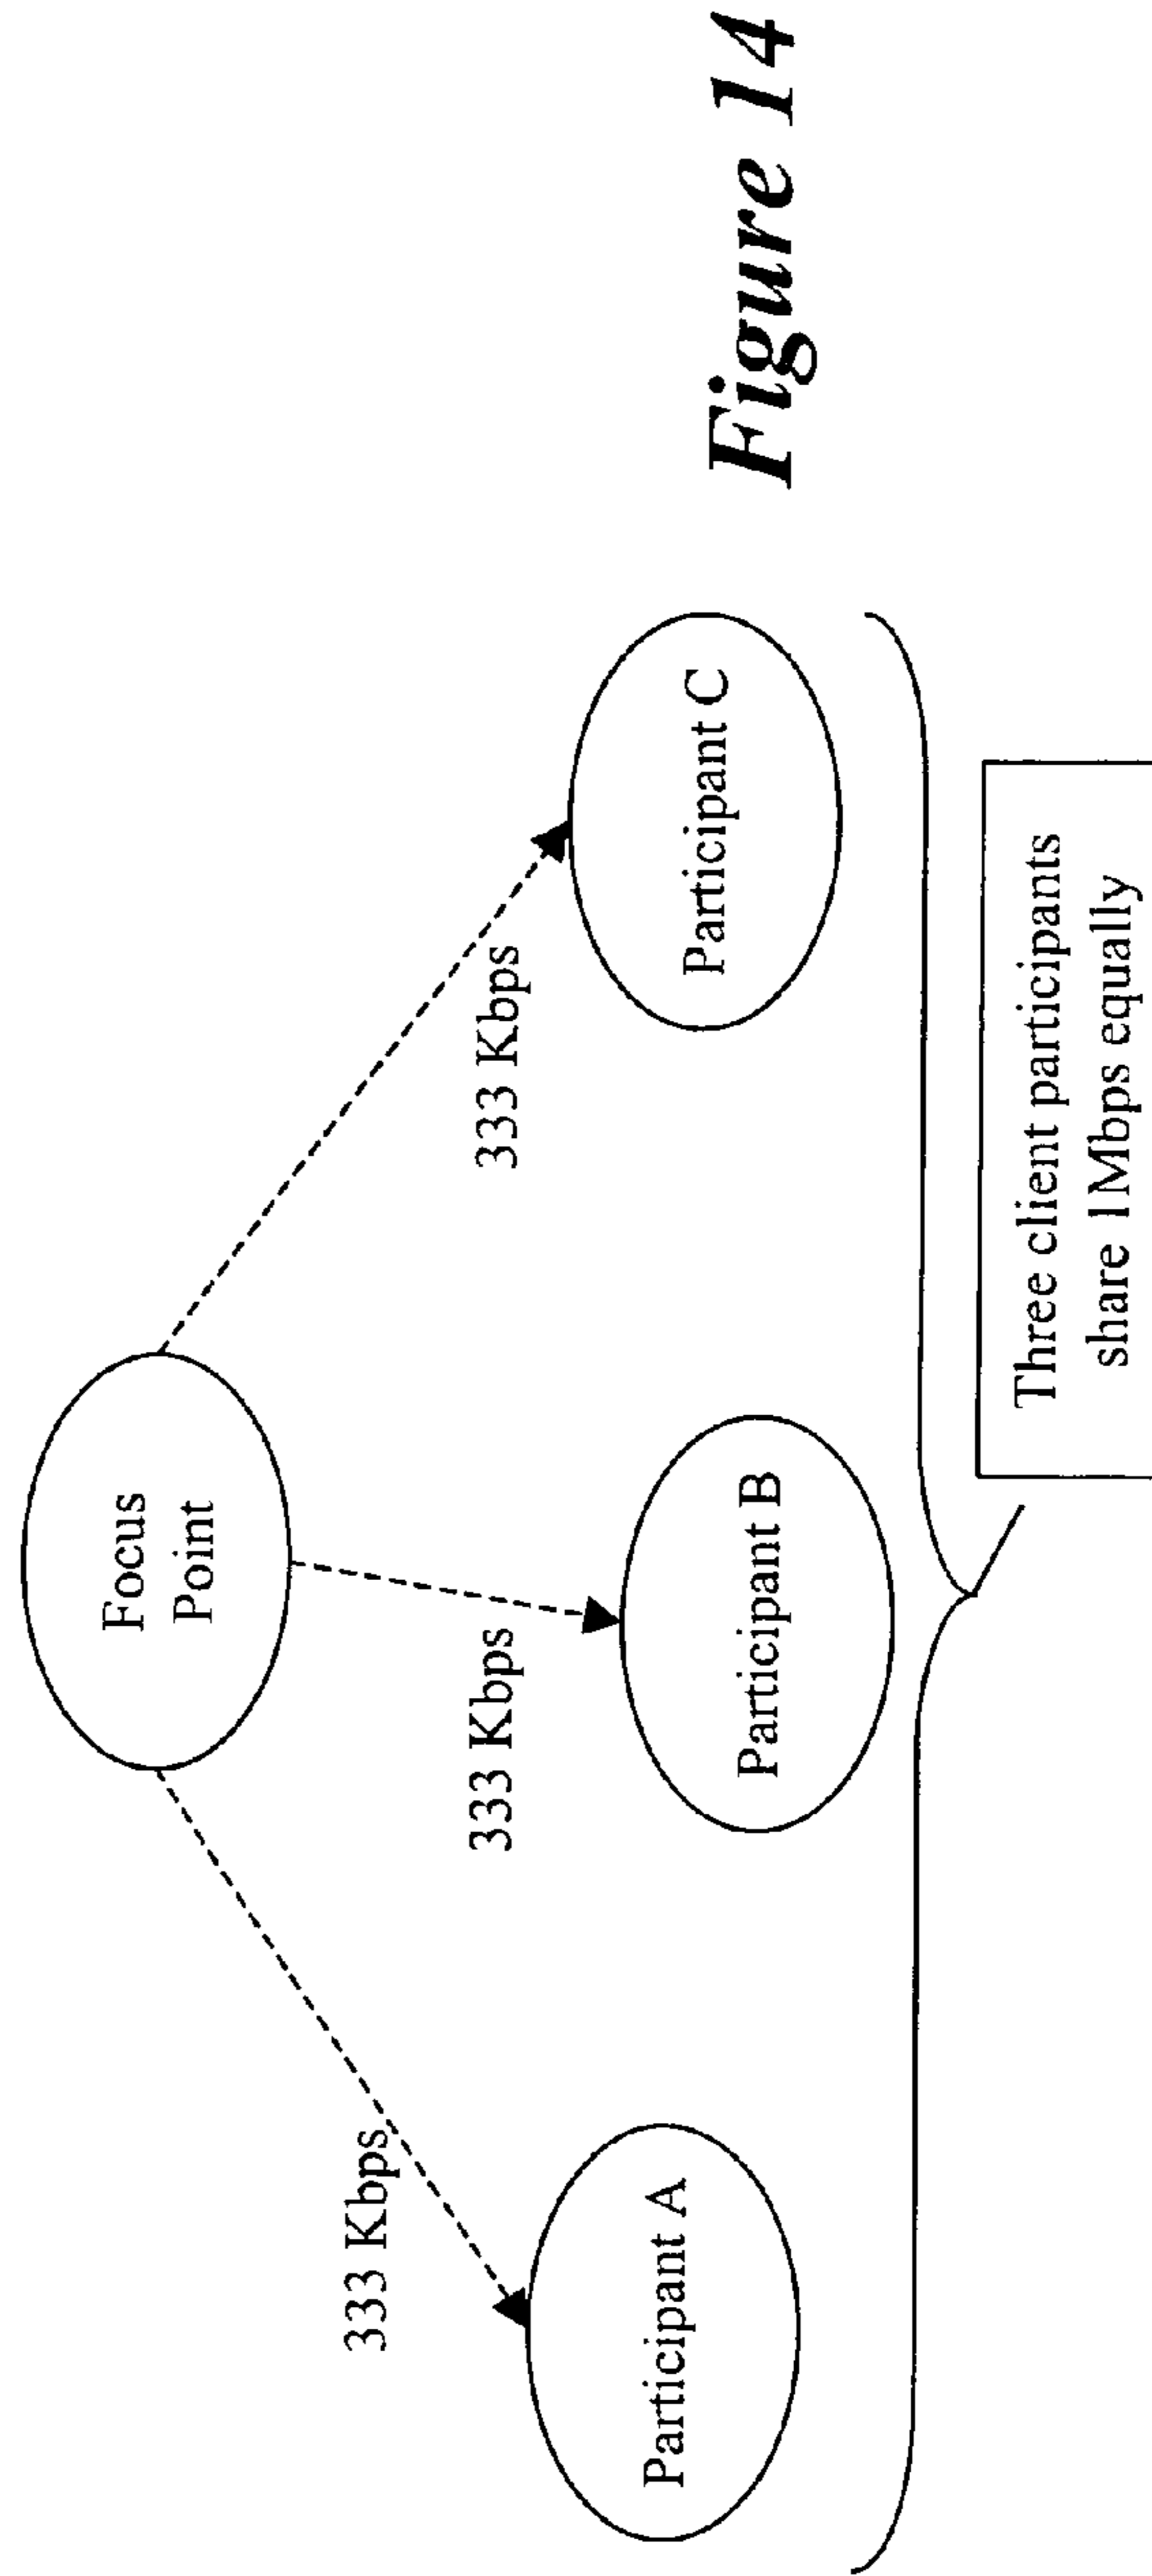 Focus
Point
333 Kbps
333 Kbps
333 Kbps
Participant A
Participant B
Participant C
Three client participants
share 1Mbps equally
Figure 14